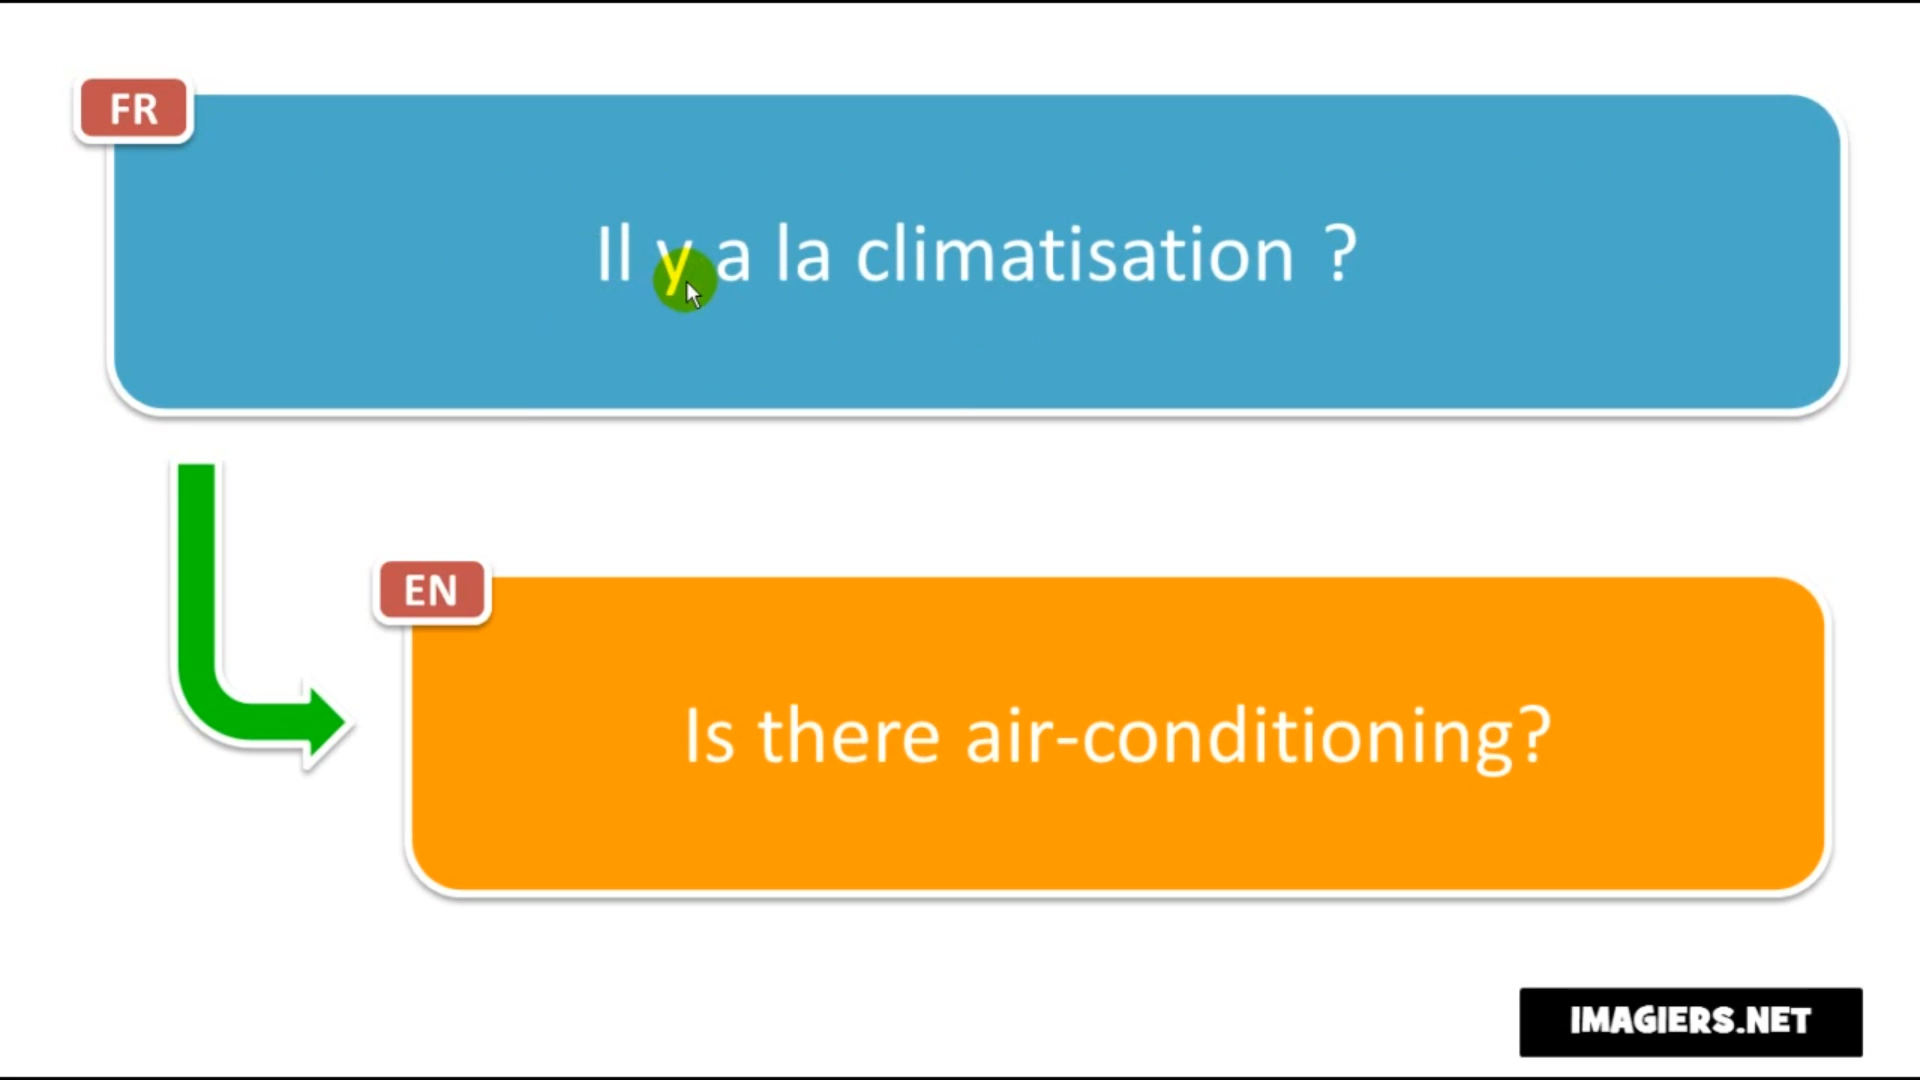 FR
Il y a la climatisation ?
EN
Is there air-conditioning?
IMAGIERS.NET